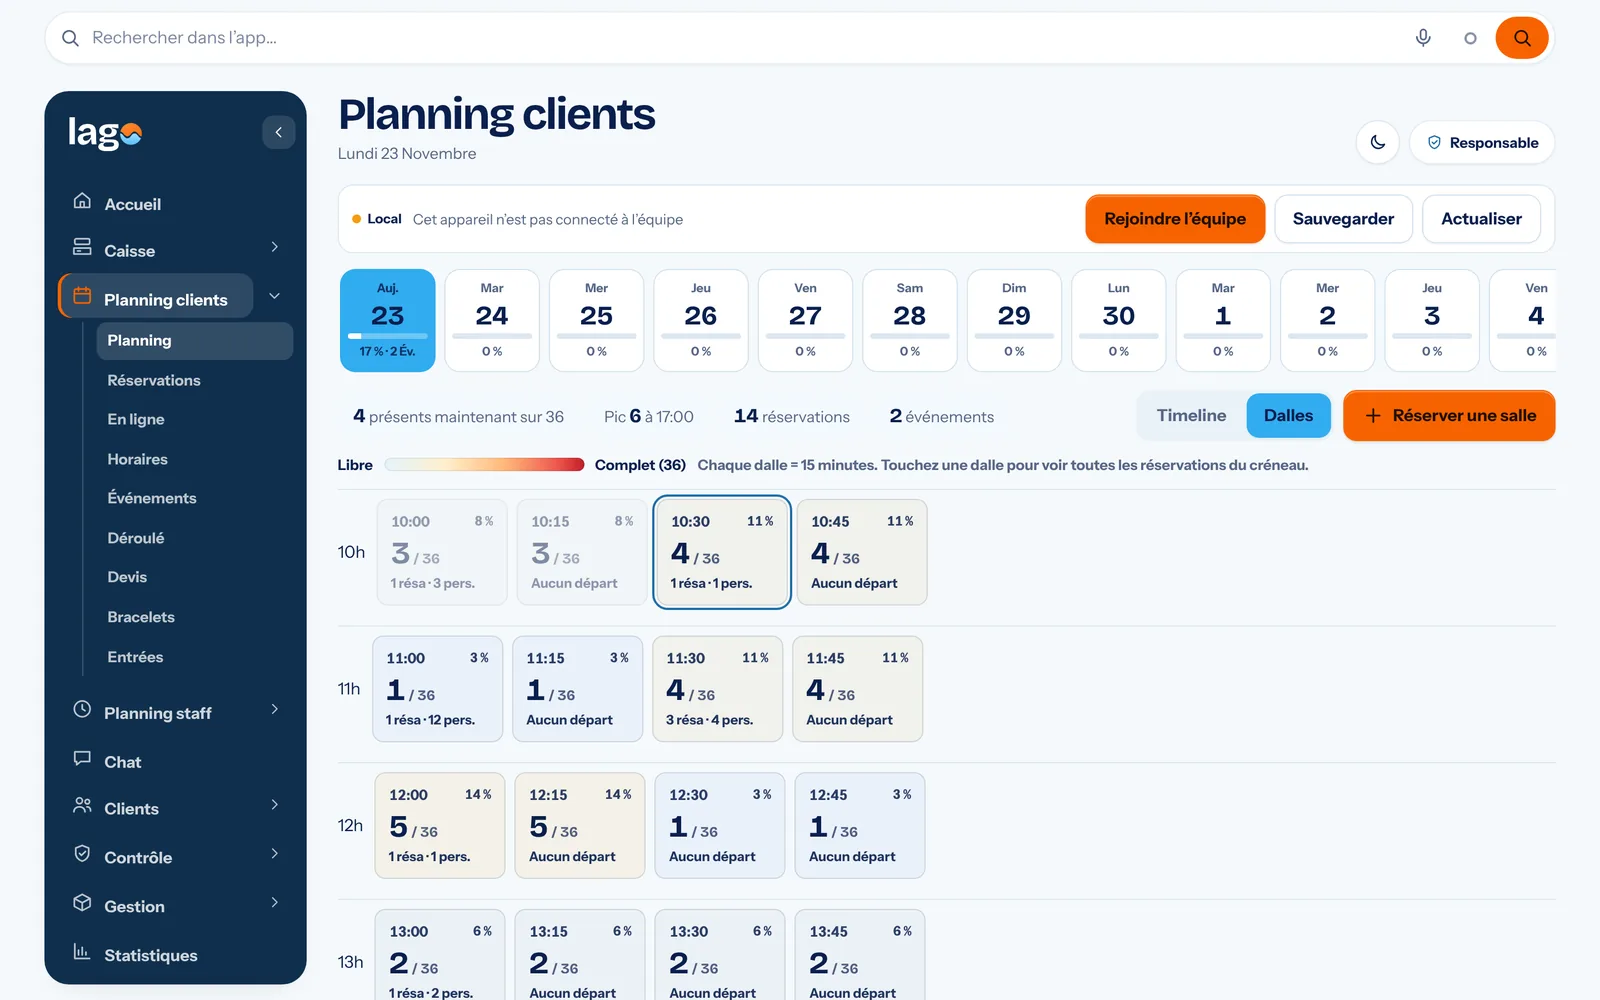 Rechercher dans l’app...
lago
Planning clients
Lundi 23 Novembre
Responsable
Local Cet appareil n’est pas connecté à l’équipe
Rejoindre l’équipe
Sauvegarder
Actualiser
Accueil
Caisse
Planning clients
Planning
Réservations
En ligne
Horaires
Événements
Déroulé
Devis
Bracelets
Entrées
Planning staff
Chat
Clients
Contrôle
Gestion
Statistiques
Auj.
23
17 % · 2 Év.
Mar
24
0 %
Mer
25
0 %
Jeu
26
0 %
Ven
27
0 %
Sam
28
0 %
Dim
29
0 %
Lun
30
0 %
Mar
1
0 %
Mer
2
0 %
Jeu
3
0 %
Ven
4
0 %
4 présents maintenant sur 36
Pic 6 à 17:00
14 réservations
2 événements
Timeline
Dalles
+ Réserver une salle
Libre
Complet (36) Chaque dalle = 15 minutes. Touchez une dalle pour voir toutes les réservations du créneau.
10h
10:00 8 %
3 / 36
1 résa · 3 pers.
10:15 8 %
3 / 36
Aucun départ
10:30 11 %
4 / 36
1 résa · 1 pers.
10:45 11 %
4 / 36
Aucun départ
11h
11:00 3 %
1 / 36
1 résa · 12 pers.
11:15 3 %
1 / 36
Aucun départ
11:30 11 %
4 / 36
3 résa · 4 pers.
11:45 11 %
4 / 36
Aucun départ
12h
12:00 14 %
5 / 36
1 résa · 1 pers.
12:15 14 %
5 / 36
Aucun départ
12:30 3 %
1 / 36
Aucun départ
12:45 3 %
1 / 36
Aucun départ
13h
13:00 6 %
2 / 36
1 résa · 2 pers.
13:15 6 %
2 / 36
Aucun départ
13:30 6 %
2 / 36
Aucun départ
13:45 6 %
2 / 36
Aucun départ